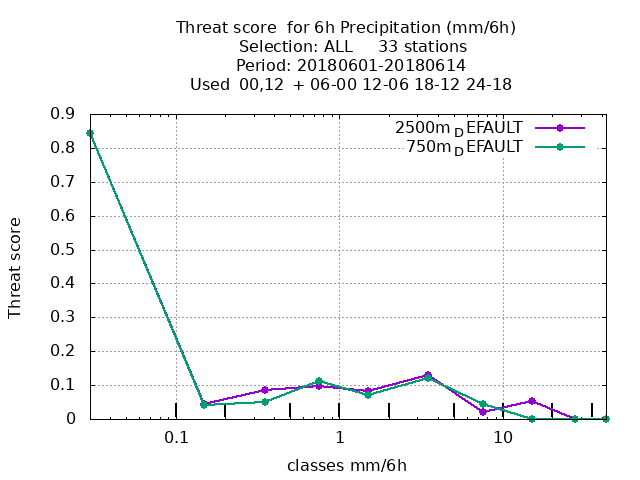 Threat score  for 6h Precipitation (mm/6h)
Selection: ALL     33 stations
Period: 20180601-20180614
Used  00,12  + 06-00 12-06 18-12 24-18
0.9
0.8
0.7
0.6
0.5
0.4
0.3
0.2
0.1
0
2500mDEFAULT
750mDEFAULT
Threat score
0.1
1
10
classes mm/6h